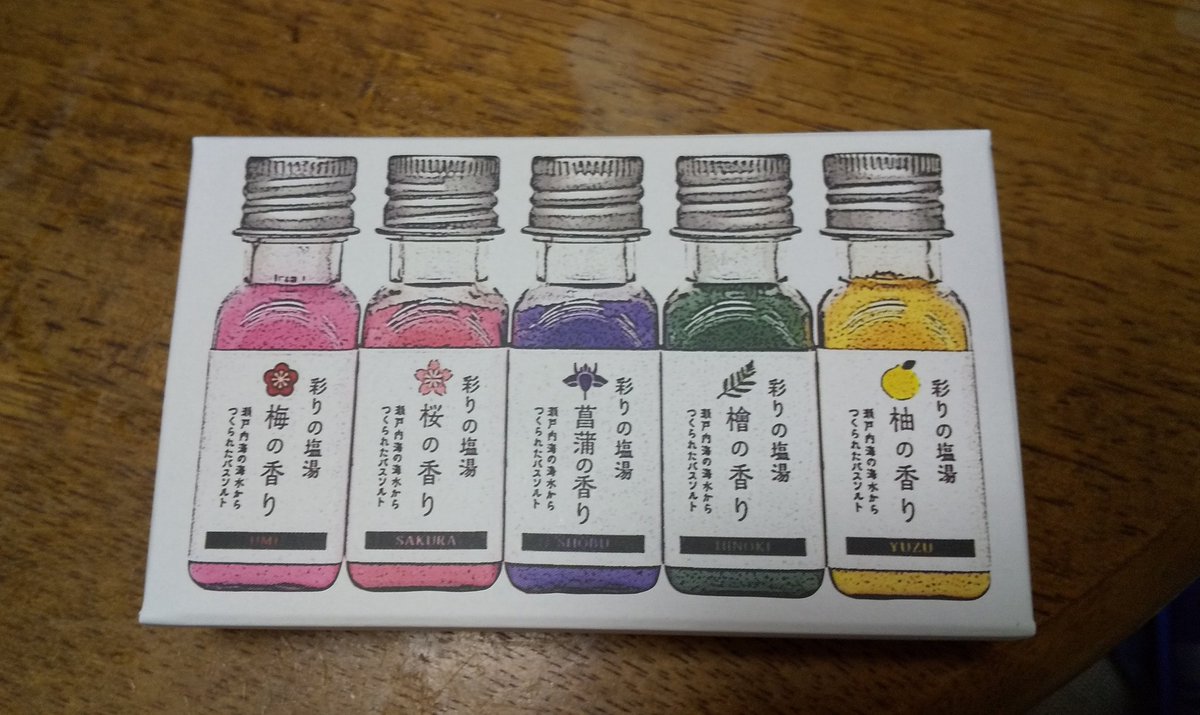 彩りの塩湯
梅の香り
瀬戸内海の海水から
つくられたバスソルト
UME
彩りの塩湯
桜の香り
瀬戸内海の海水から
つくられたバスソルト
SAKURA
彩りの塩湯
菖蒲の香り
瀬戸内海の海水から
つくられたバスソルト
SHOBU
彩りの塩湯
檜の香り
瀬戸内海の海水から
つくられたバスソルト
HINOKI
彩りの塩湯
柚の香り
瀬戸内海の海水から
つくられたバスソルト
YUZU